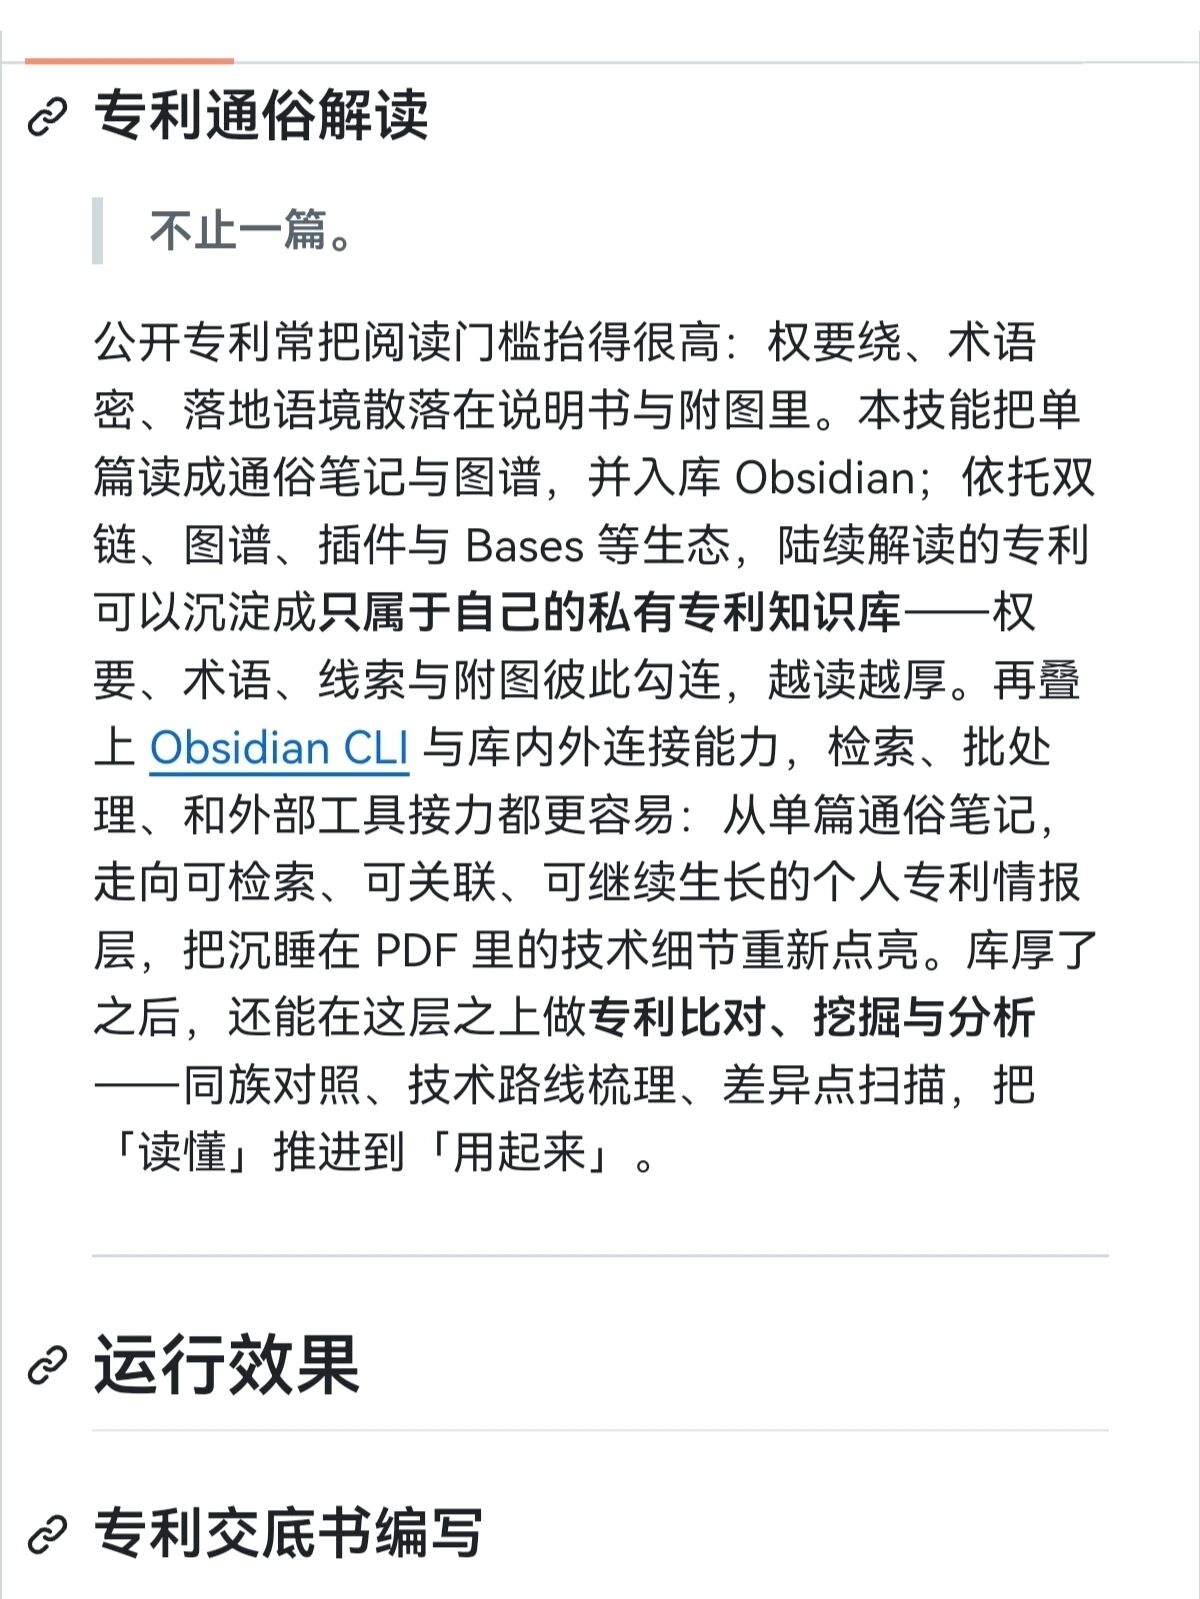 专利通俗解读
不止一篇。
公开专利常把阅读门槛抬得很高：权要绕、术语
密、落地语境散落在说明书与附图里。本技能把单
篇读成通俗笔记与图谱，并入库 Obsidian；依托双
链、图谱、插件与 Bases 等生态，陆续解读的专利
可以沉淀成只属于自己的私有专利知识库——权
要、术语、线索与附图彼此勾连，越读越厚。再叠
上 Obsidian CLI 与库内外连接能力，检索、批处
理、和外部工具接力都更容易：从单篇通俗笔记，
走向可检索、可关联、可继续生长的个人专利情报
层，把沉睡在 PDF 里的技术细节重新点亮。库厚了
之后，还能在这层之上做专利比对、挖掘与分析
——同族对照、技术路线梳理、差异点扫描，把
「读懂」推进到「用起来」。
运行效果
专利交底书编写